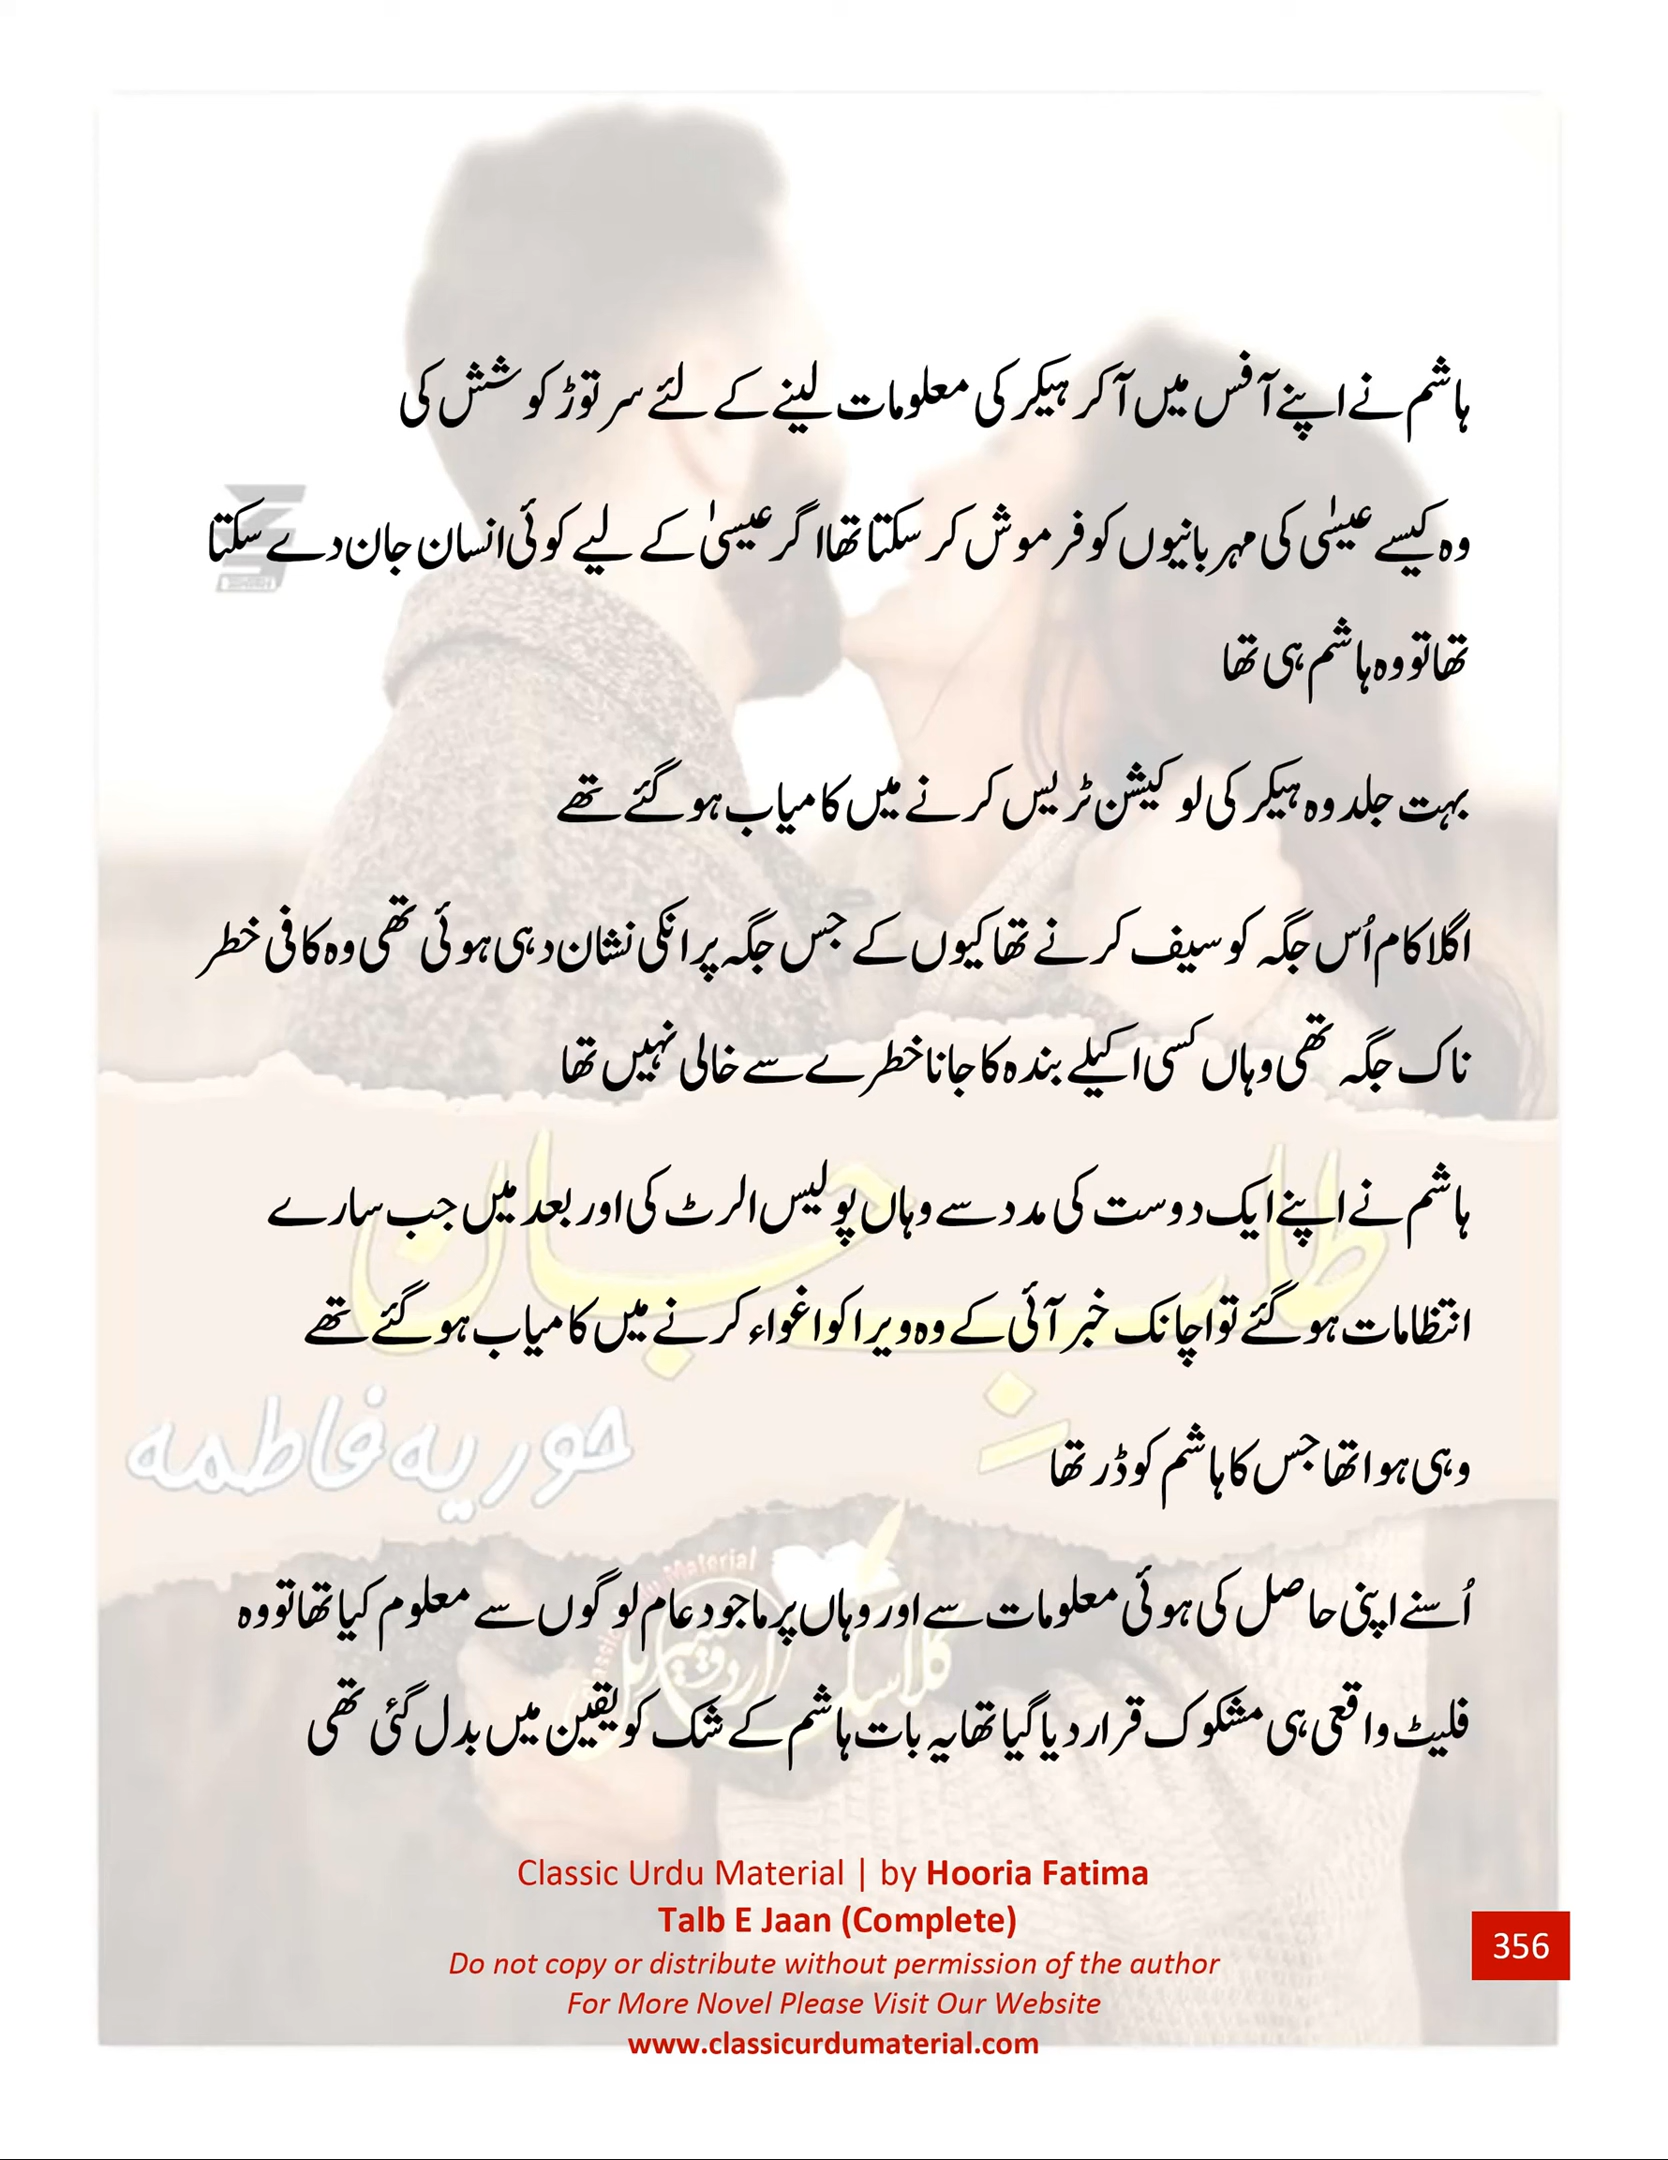 ہاشم نے اپنے آفس میں آکر ہیکر کی معلومات لینے کے لئے سر توڑ کوشش کی
وہ کیسے عیسٰی کی مہربانیوں کو فرموش کر سکتا تھا اگر عیسیٰ کے لیے کوئی انسان جان دے سکتا
تھا تو وہ ہاشم ہی تھا
بہت جلد وہ ہیکر کی لوکیشن ٹریس کرنے میں کامیاب ہوگئے تھے
اگلا کام اُس جگہ کو سیف کرنے تھا کیوں کے جس جگہ پر انکی نشان دہی ہوئی تھی وہ کافی خطر
ناک جگہ تھی وہاں کسی اکیلے بندہ کا جانا خطرے سے خالی نہیں تھا
ہاشم نے اپنے ایک دوست کی مدد سے وہاں پولیس الرٹ کی اور بعد میں جب سارے
انتظامات ہوگئے تو اچانک خبر آئی کے وہ ویرا کو اغواء کرنے میں کامیاب ہوگئے تھے
وہی ہوا تھا جس کا ہاشم کو ڈر تھا
اُسنے اپنی حاصل کی ہوئی معلومات سے اور وہاں پر ماجود عام لوگوں سے معلوم کیا تھا تو وہ
فلیٹ واقعی ہی مشکوک قرار دیا گیا تھا یہ بات ہاشم کے شک کو یقین میں بدل گئی تھی
طلبِ جان
حوریہ فاطمہ
کلاسک اردو میٹیریل
Classic Urdu Material | by Hooria Fatima
Talb E Jaan (Complete)
Do not copy or distribute without permission of the author
For More Novel Please Visit Our Website
www.classicurdumaterial.com
356